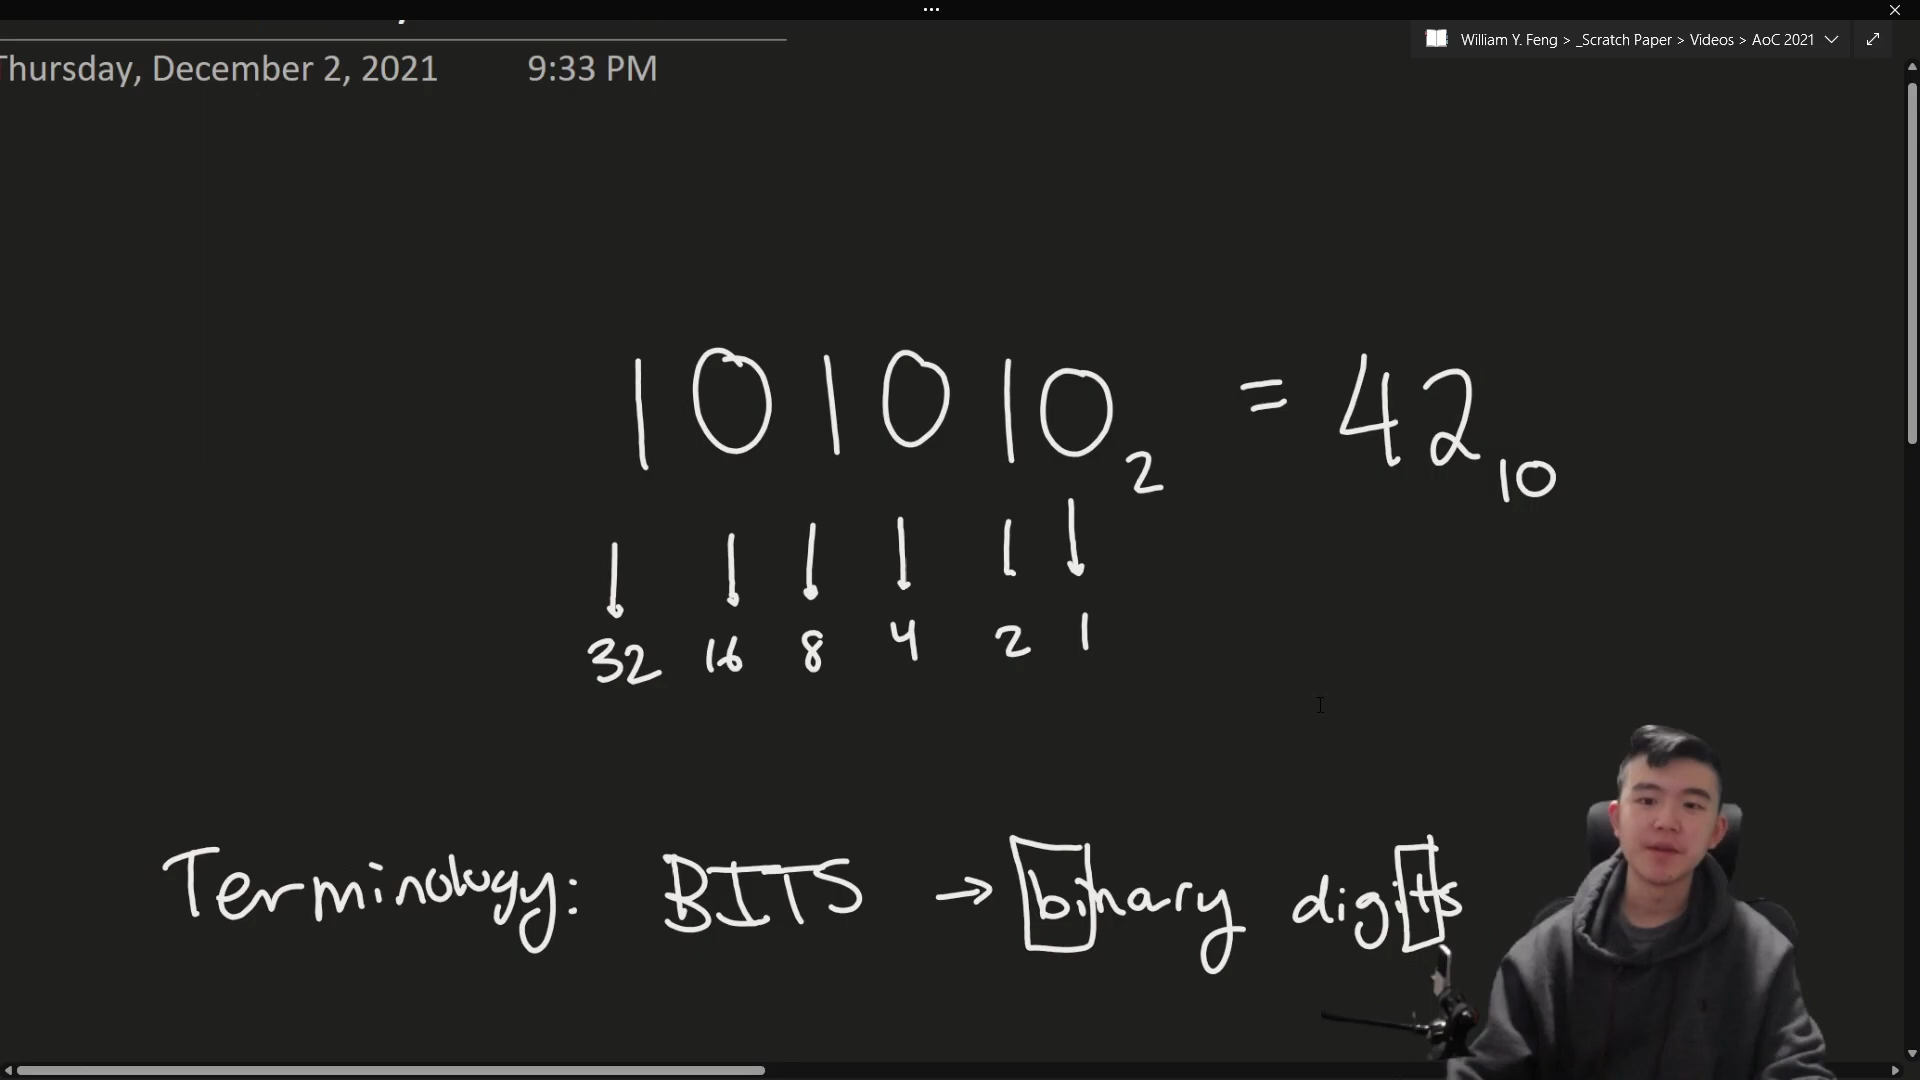 William Y. Feng > _Scratch Paper > Videos > AoC 2021
Thursday, December 2, 2021 9:33 PM
101010₂ = 42₁₀
32 16 8 4 2 1
Terminology: BITS → binary digits